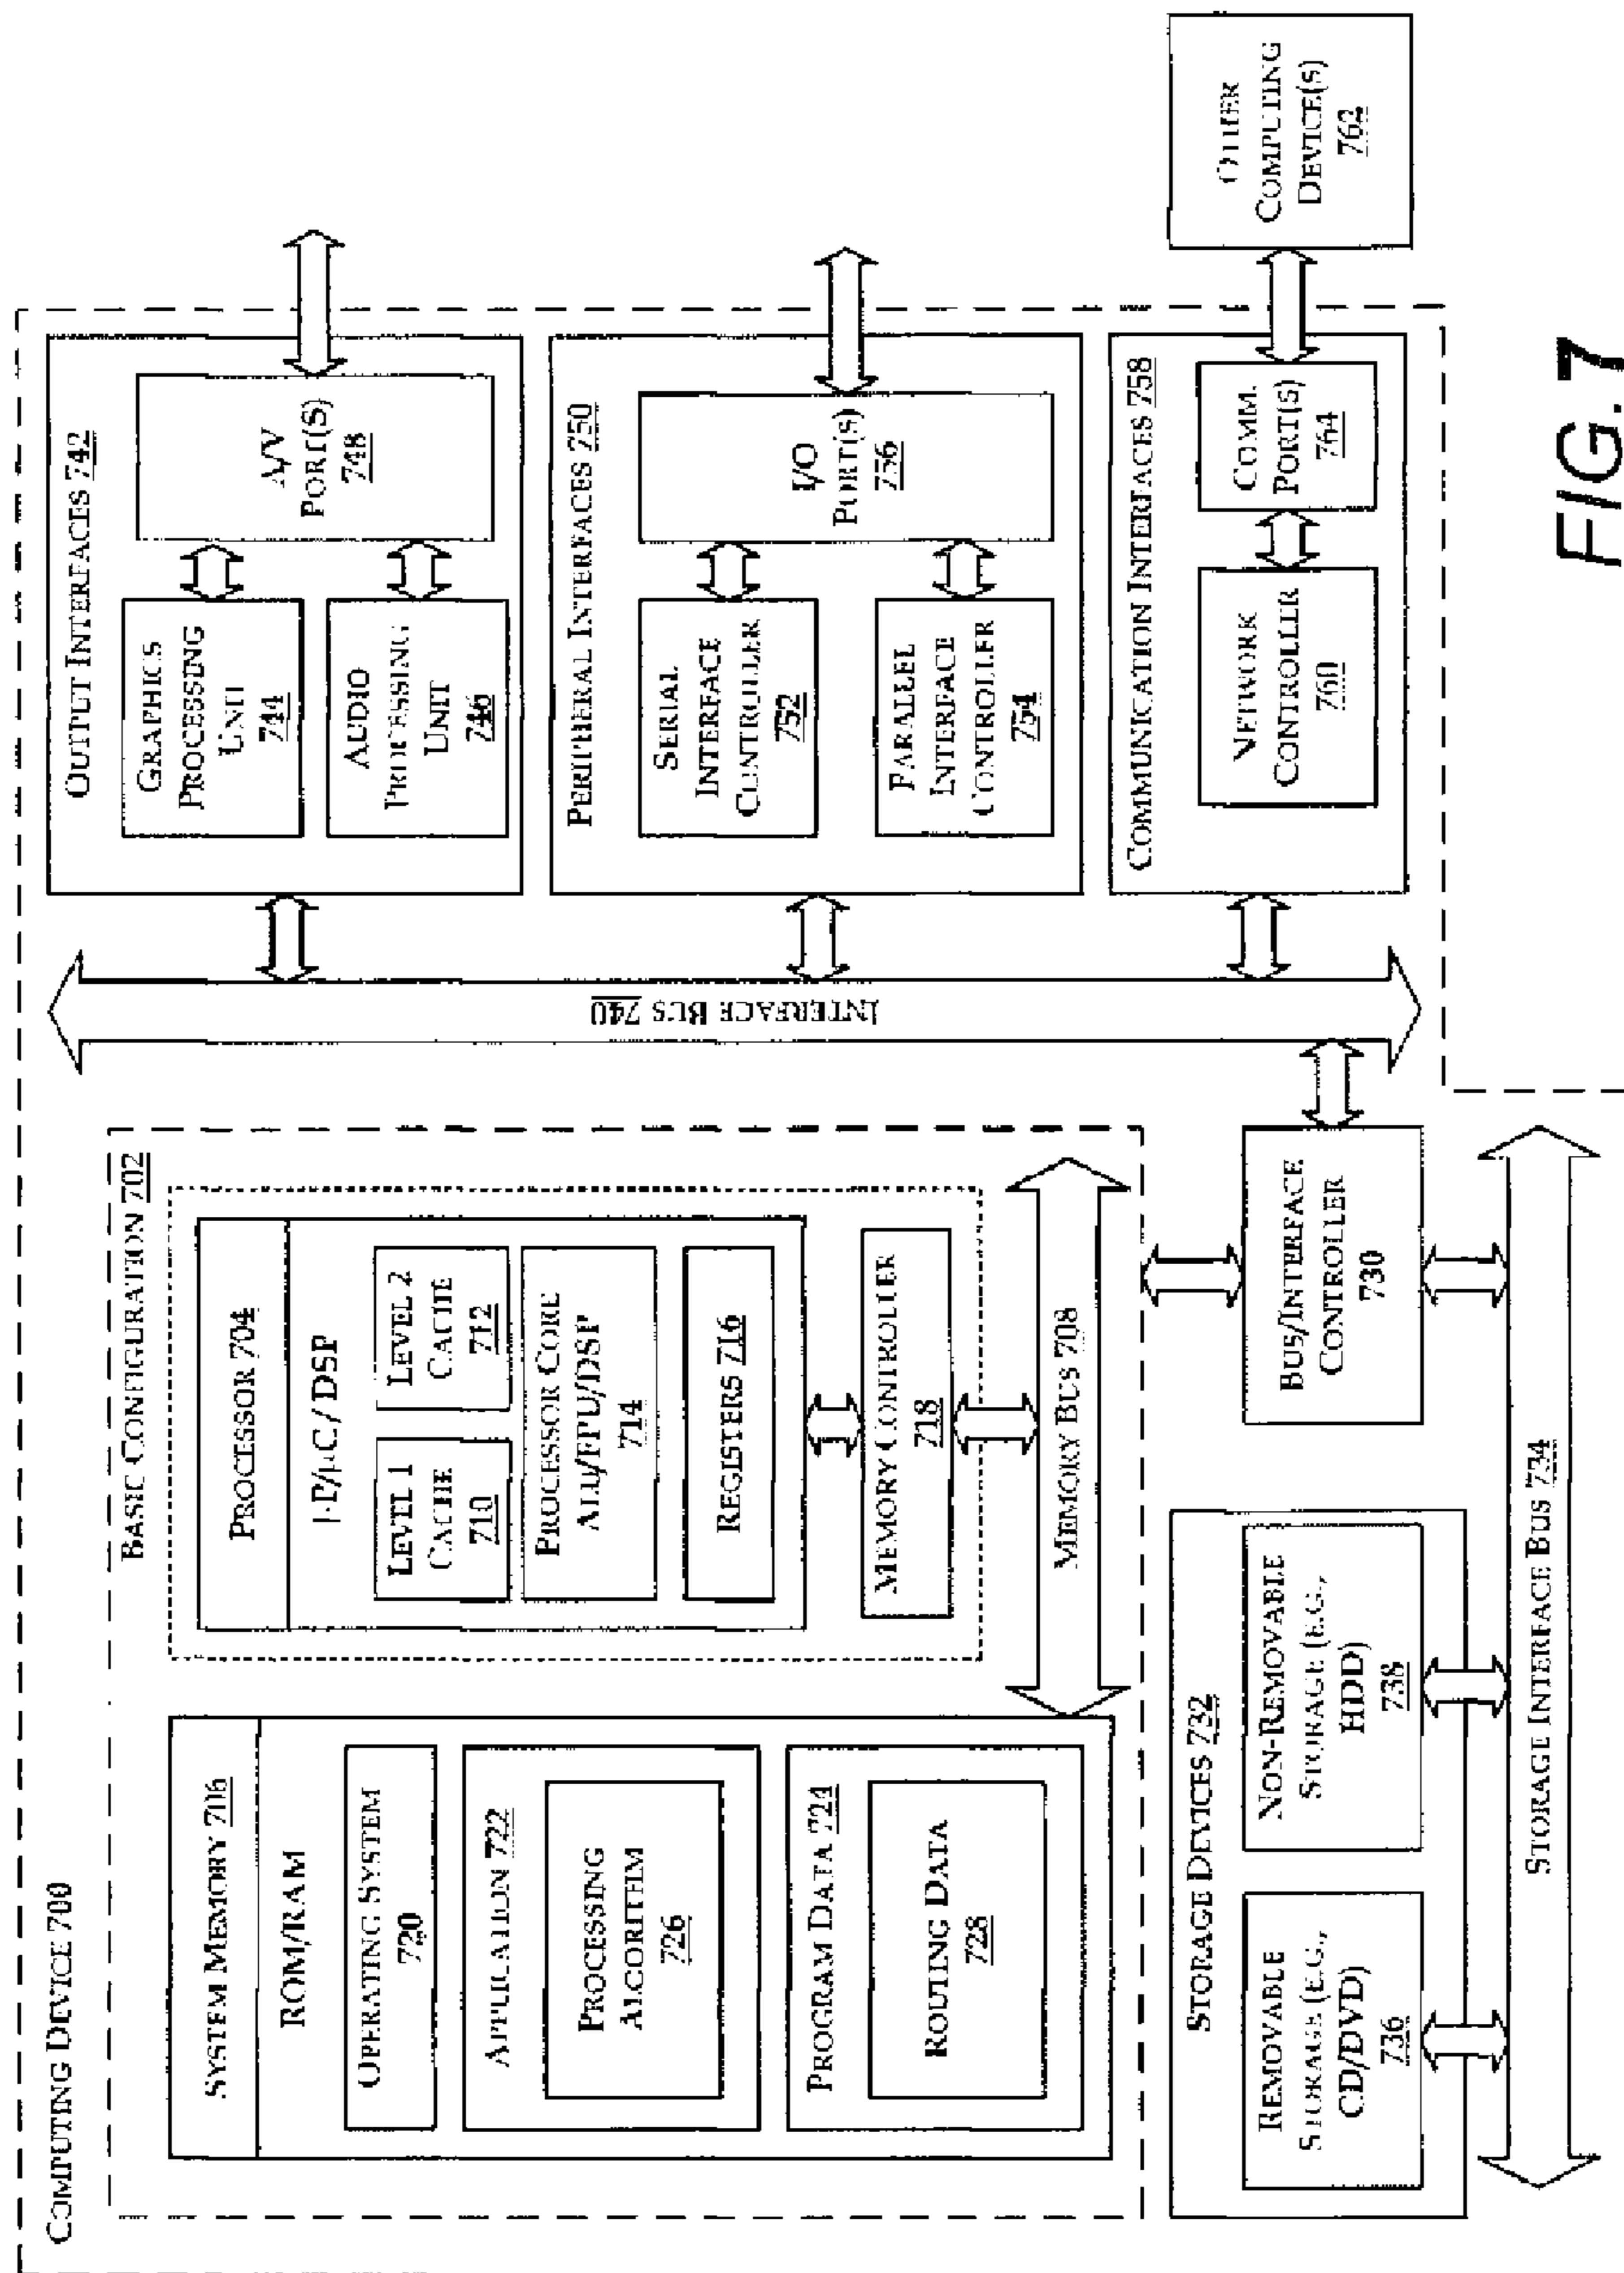 COMPUTING DEVICE 700
BASIC CONFIGURATION 702
SYSTEM MEMORY 706
ROM/RAM
OPERATING SYSTEM
720
APPLICATION 722
PROCESSING
ALGORITHM
726
PROGRAM DATA 724
ROUTING DATA
728
PROCESSOR 704
µP/µC / DSP
LEVEL 1
CACHE
710
LEVEL 2
CACHE
712
PROCESSOR CORE
ALU/FPU/DSP
714
REGISTERS 716
MEMORY CONTROLLER
718
MEMORY BUS 708
STORAGE DEVICES 732
REMOVABLE
STORAGE (E.G.,
CD/DVD)
736
NON-REMOVABLE
STORAGE (E.G.,
HDD)
738
BUS/INTERFACE
CONTROLLER
730
STORAGE INTERFACE BUS 734
INTERFACE BUS 740
OUTPUT INTERFACES 742
GRAPHICS
PROCESSING
UNIT
744
AUDIO
PROCESSING
UNIT
746
A/V
PORT(S)
748
PERIPHERAL INTERFACES 750
SERIAL
INTERFACE
CONTROLLER
752
PARALLEL
INTERFACE
CONTROLLER
754
I/O
PORT(S)
756
COMMUNICATION INTERFACES 758
NETWORK
CONTROLLER
760
COMM.
PORT(S)
764
OTHER
COMPUTING
DEVICE(S)
762
FIG. 7